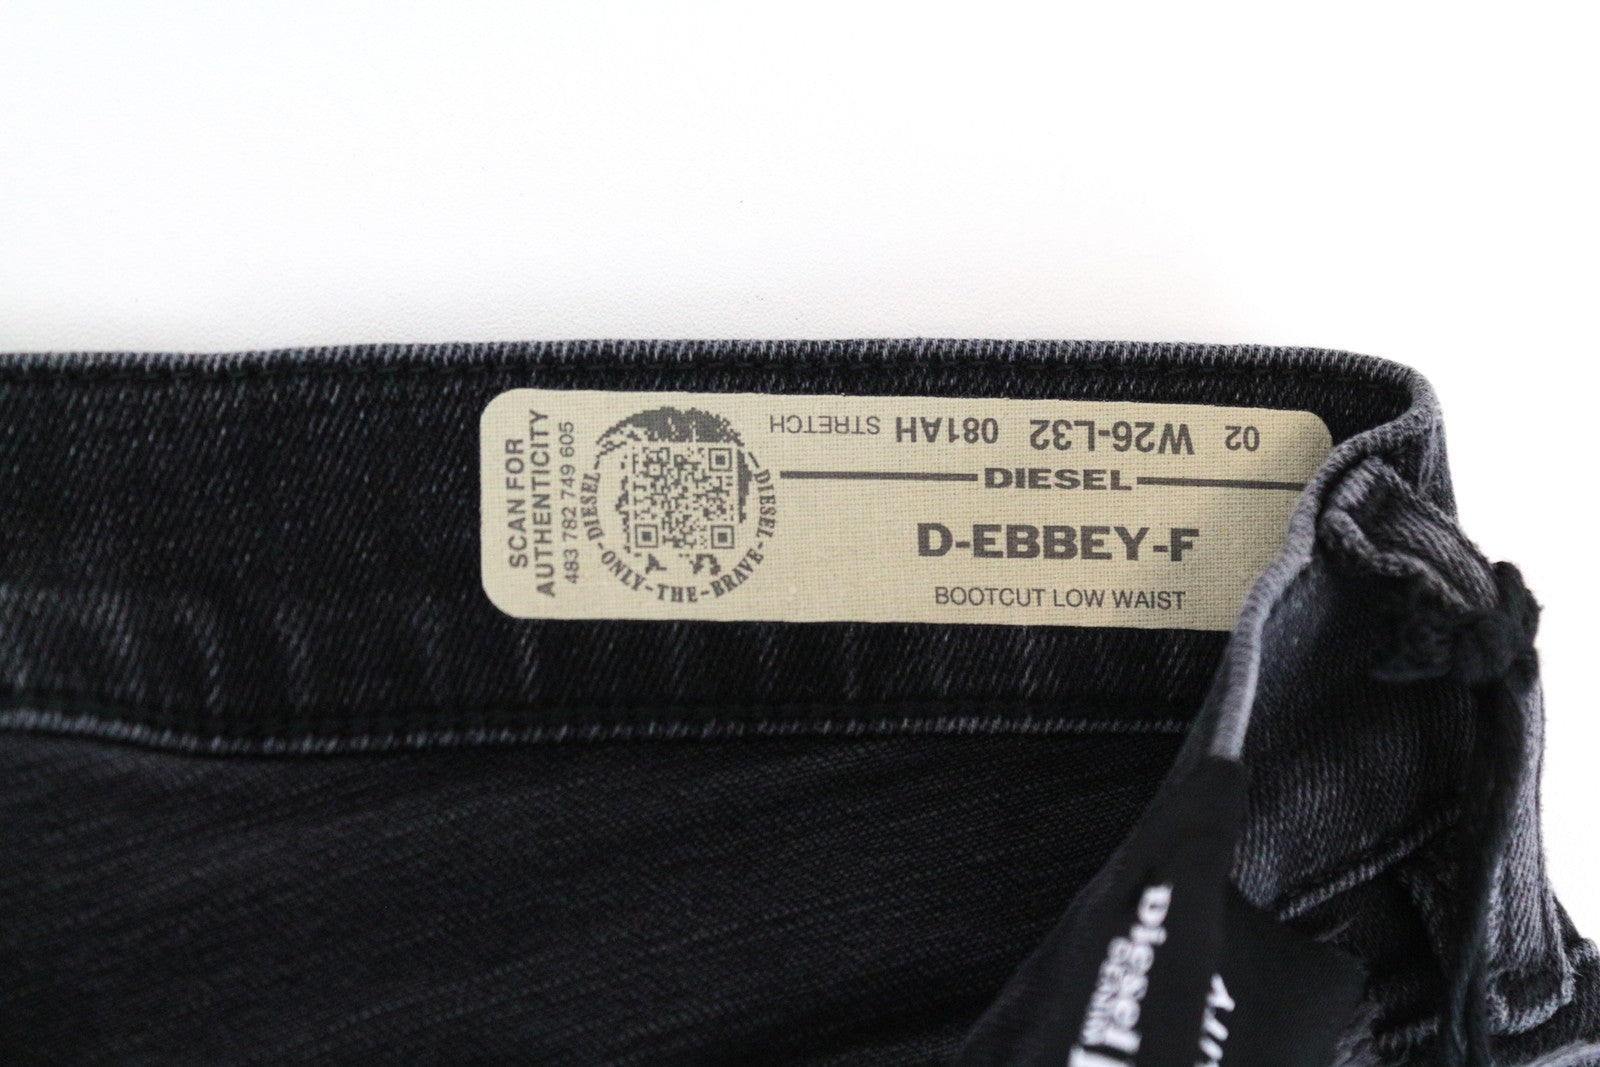 SCAN FOR
AUTHENTICITY
483 782 749 605
DIESEL-ONLY-THE-BRAVE-DIESEL
02 W26-L32 081AH STRETCH
DIESEL
D-EBBEY-F
BOOTCUT LOW WAIST